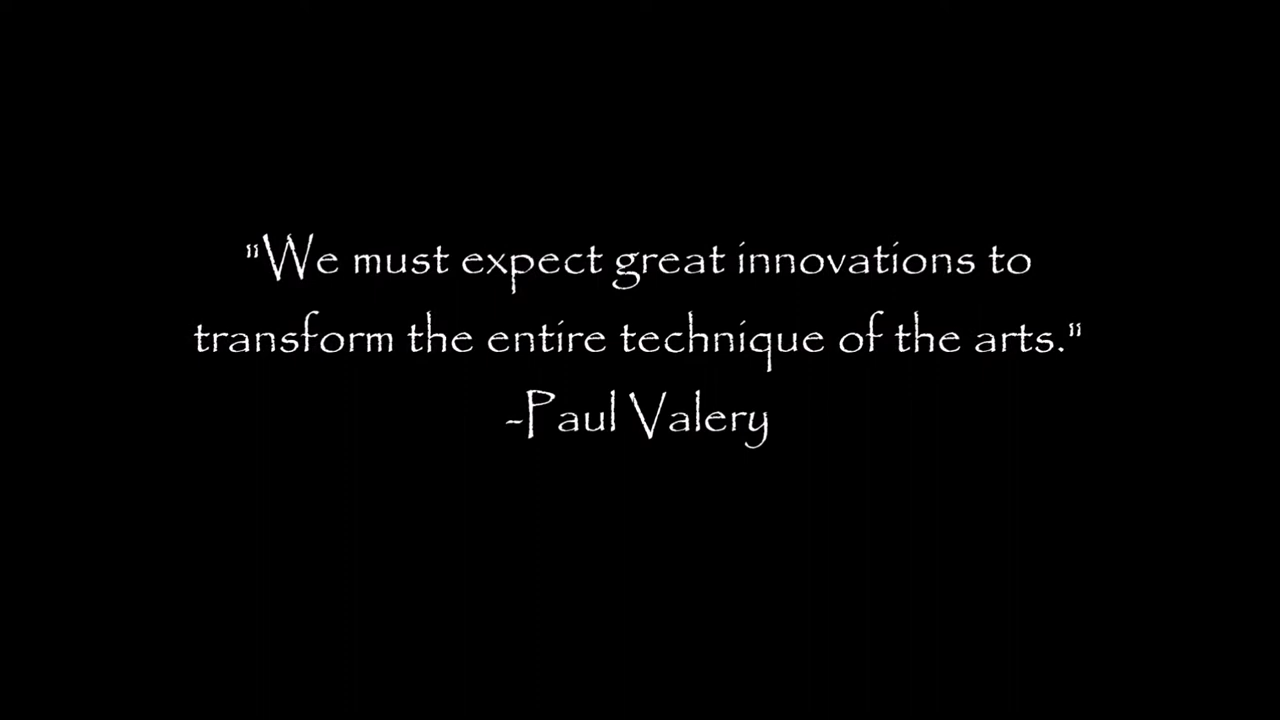 "We must expect great innovations to
transform the entire technique of the arts."
-Paul Valery